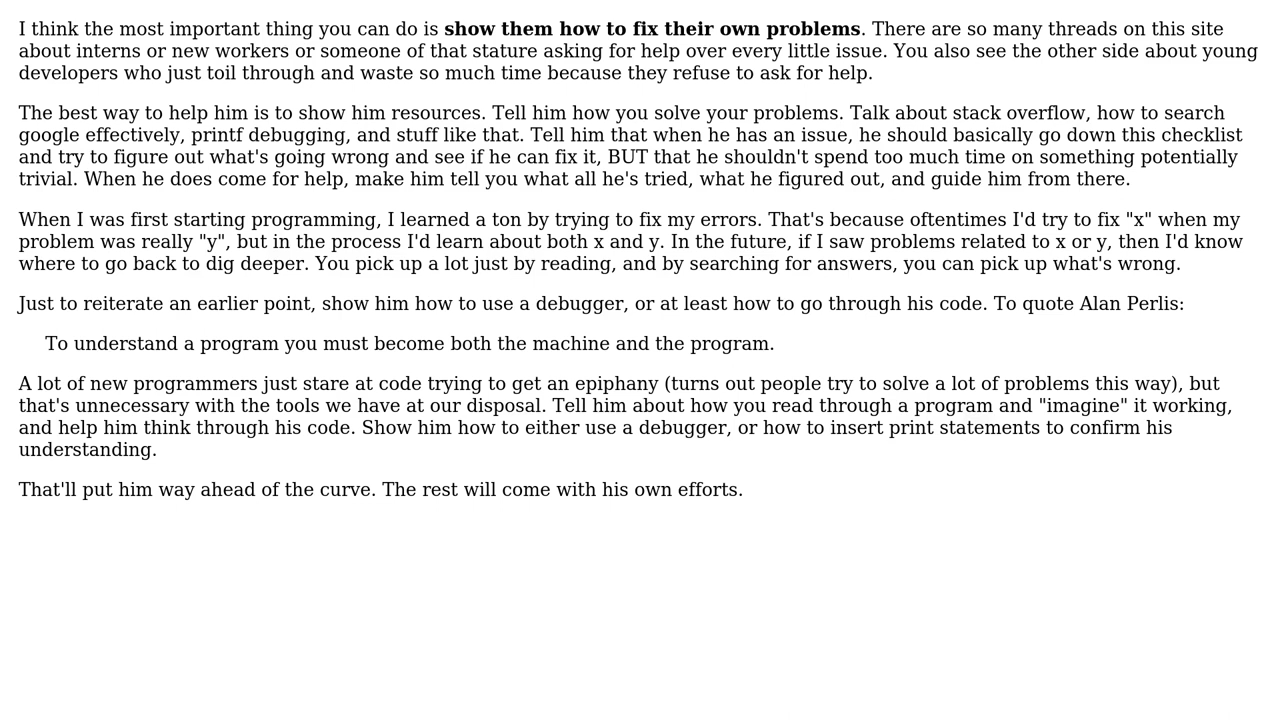 I think the most important thing you can do is show them how to fix their own problems. There are so many threads on this site
about interns or new workers or someone of that stature asking for help over every little issue. You also see the other side about young
developers who just toil through and waste so much time because they refuse to ask for help.
The best way to help him is to show him resources. Tell him how you solve your problems. Talk about stack overflow, how to search
google effectively, printf debugging, and stuff like that. Tell him that when he has an issue, he should basically go down this checklist
and try to figure out what's going wrong and see if he can fix it, BUT that he shouldn't spend too much time on something potentially
trivial. When he does come for help, make him tell you what all he's tried, what he figured out, and guide him from there.
When I was first starting programming, I learned a ton by trying to fix my errors. That's because oftentimes I'd try to fix "x" when my
problem was really "y", but in the process I'd learn about both x and y. In the future, if I saw problems related to x or y, then I'd know
where to go back to dig deeper. You pick up a lot just by reading, and by searching for answers, you can pick up what's wrong.
Just to reiterate an earlier point, show him how to use a debugger, or at least how to go through his code. To quote Alan Perlis:
To understand a program you must become both the machine and the program.
A lot of new programmers just stare at code trying to get an epiphany (turns out people try to solve a lot of problems this way), but
that's unnecessary with the tools we have at our disposal. Tell him about how you read through a program and "imagine" it working,
and help him think through his code. Show him how to either use a debugger, or how to insert print statements to confirm his
understanding.
That'll put him way ahead of the curve. The rest will come with his own efforts.